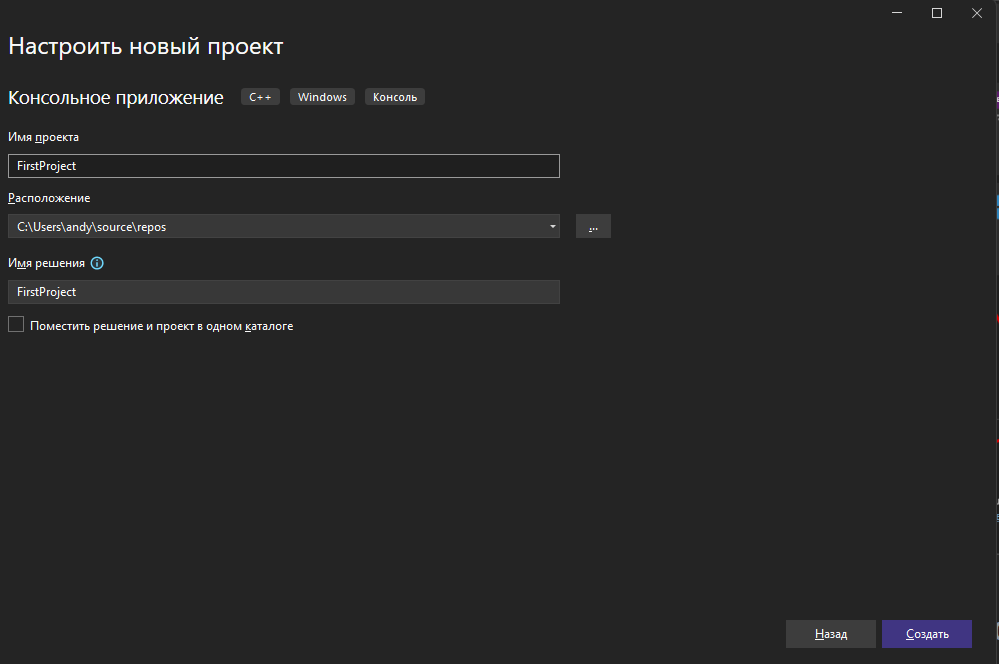 Настроить новый проект
Консольное приложение C++ Windows Консоль
Имя проекта
FirstProject
Расположение
C:\Users\andy\source\repos
...
Имя решения
FirstProject
Поместить решение и проект в одном каталоге
Назад Создать